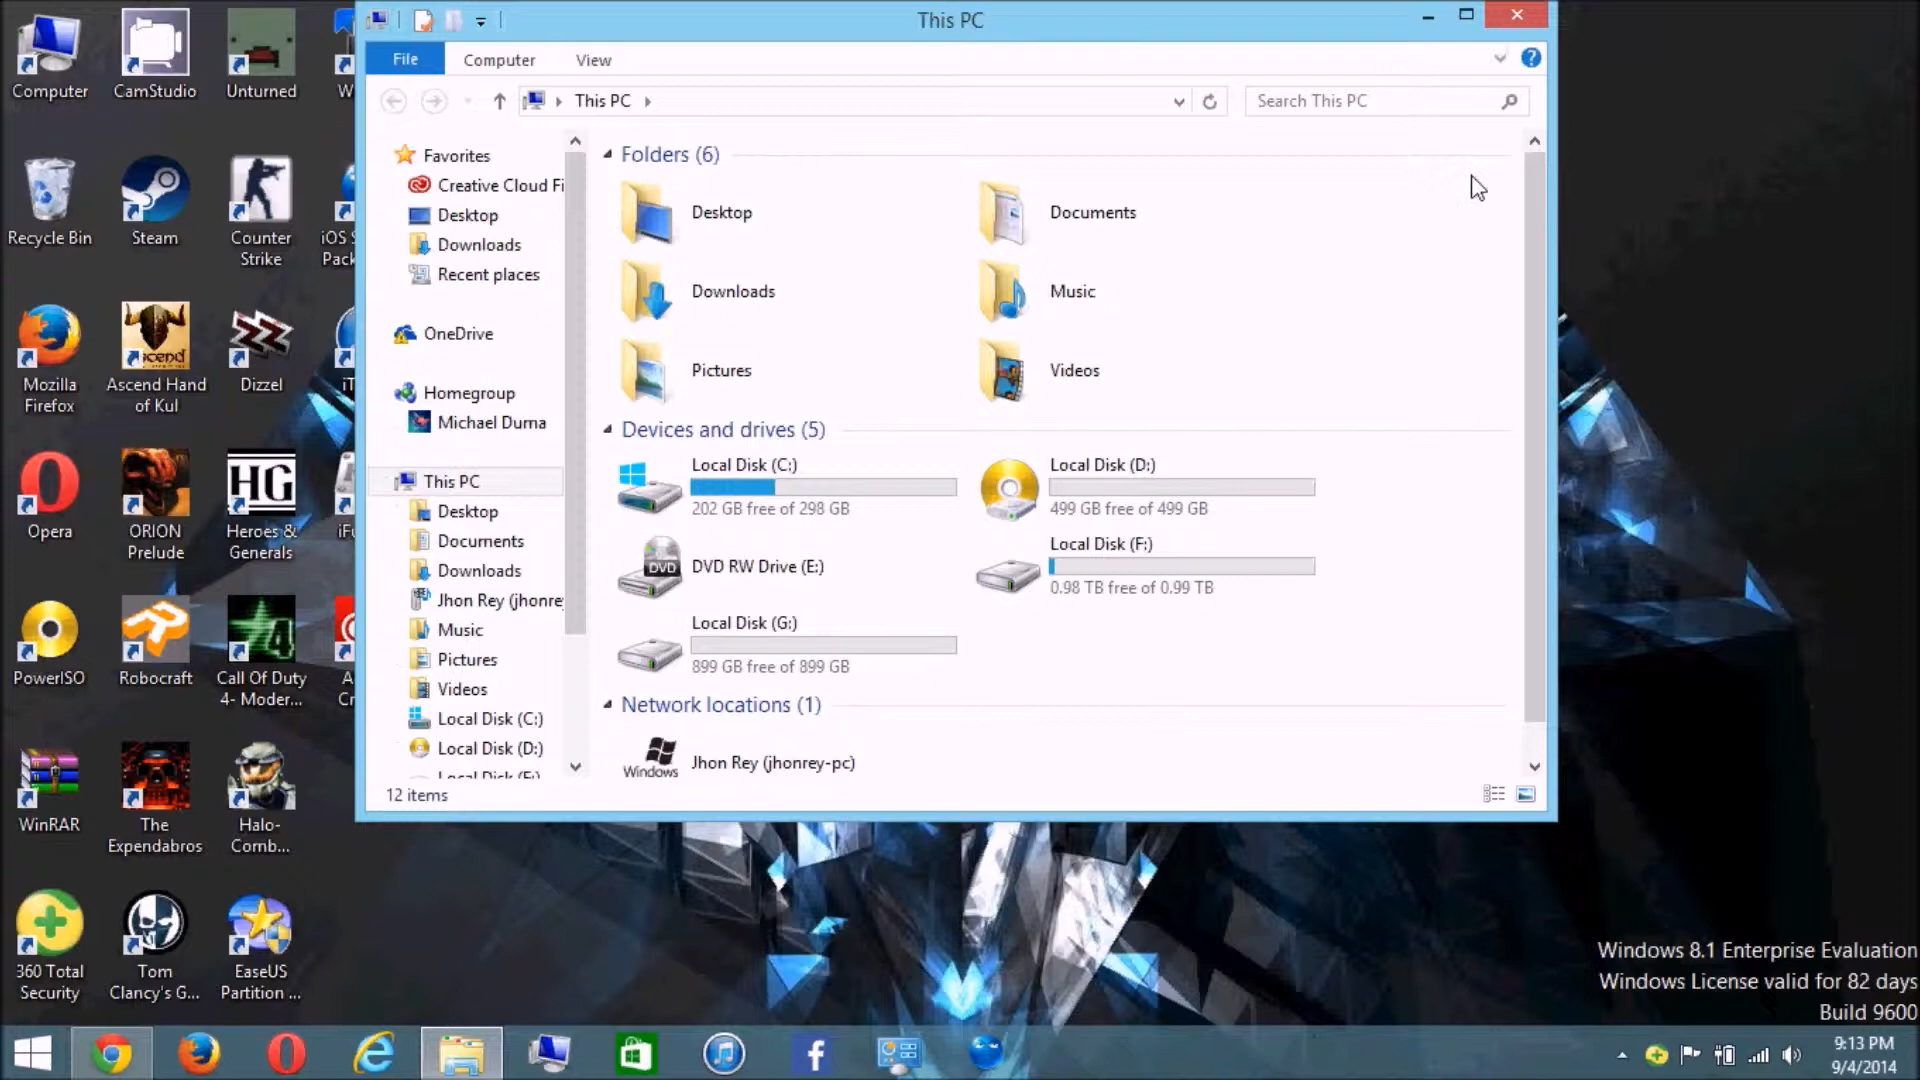 This PC
File
Computer
View
This PC
Search This PC
Favorites
Creative Cloud Fi
Desktop
Downloads
Recent places
OneDrive
Homegroup
Michael Duma
This PC
Desktop
Documents
Downloads
Jhon Rey (jhonre
Music
Pictures
Videos
Local Disk (C:)
Local Disk (D:)
Local Disk (F:)
12 items
Folders (6)
Desktop
Documents
Downloads
Music
Pictures
Videos
Devices and drives (5)
Local Disk (C:)
202 GB free of 298 GB
Local Disk (D:)
499 GB free of 499 GB
DVD
DVD RW Drive (E:)
Local Disk (F:)
0.98 TB free of 0.99 TB
Local Disk (G:)
899 GB free of 899 GB
Network locations (1)
Windows
Jhon Rey (jhonrey-pc)
Computer
CamStudio
Unturned
W
Recycle Bin
Steam
Counter
Strike
iOS S
Pack
Mozilla
Firefox
Ascend
Ascend Hand
of Kul
Dizzel
iT
Opera
ORION
Prelude
HG
Heroes &
Generals
iFu
PowerISO
Robocraft
4
Call Of Duty
4- Moder...
A
Cr
WinRAR
The
Expendabros
Halo-
Comb...
360 Total
Security
Tom
Clancy's G...
EaseUS
Partition ...
Windows 8.1 Enterprise Evaluation
Windows License valid for 82 days
Build 9600
9:13 PM
9/4/2014